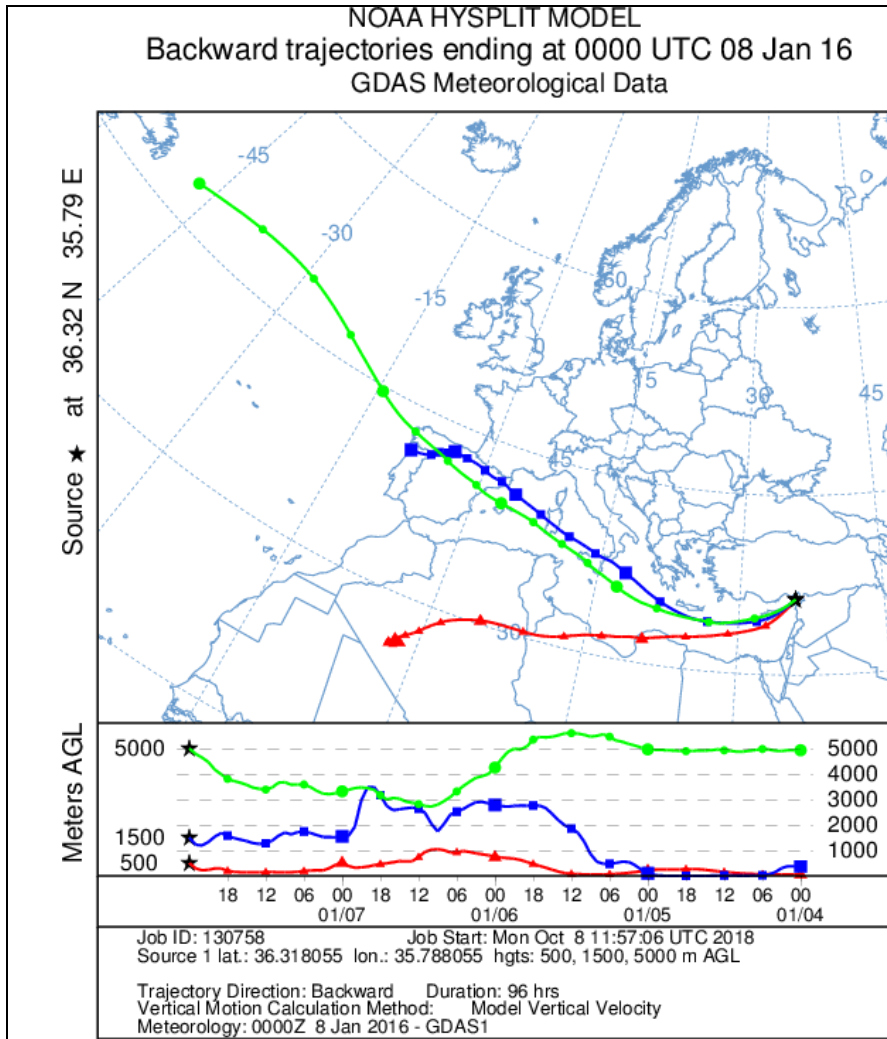 NOAA HYSPLIT MODEL
Backward trajectories ending at 0000 UTC 08 Jan 16
GDAS Meteorological Data
Source ★ at 36.32 N 35.79 E
-45
-30
-15
60
5
30
45
45
30
Meters AGL
5000
1500
500
5000
4000
3000
2000
1000
18 12 06 00 18 12 06 00 18 12 06 00 18 12 06 00
01/07 01/06 01/05 01/04
Job ID: 130758 Job Start: Mon Oct 8 11:57:06 UTC 2018
Source 1 lat.: 36.318055 lon.: 35.788055 hgts: 500, 1500, 5000 m AGL
Trajectory Direction: Backward Duration: 96 hrs
Vertical Motion Calculation Method: Model Vertical Velocity
Meteorology: 0000Z 8 Jan 2016 - GDAS1